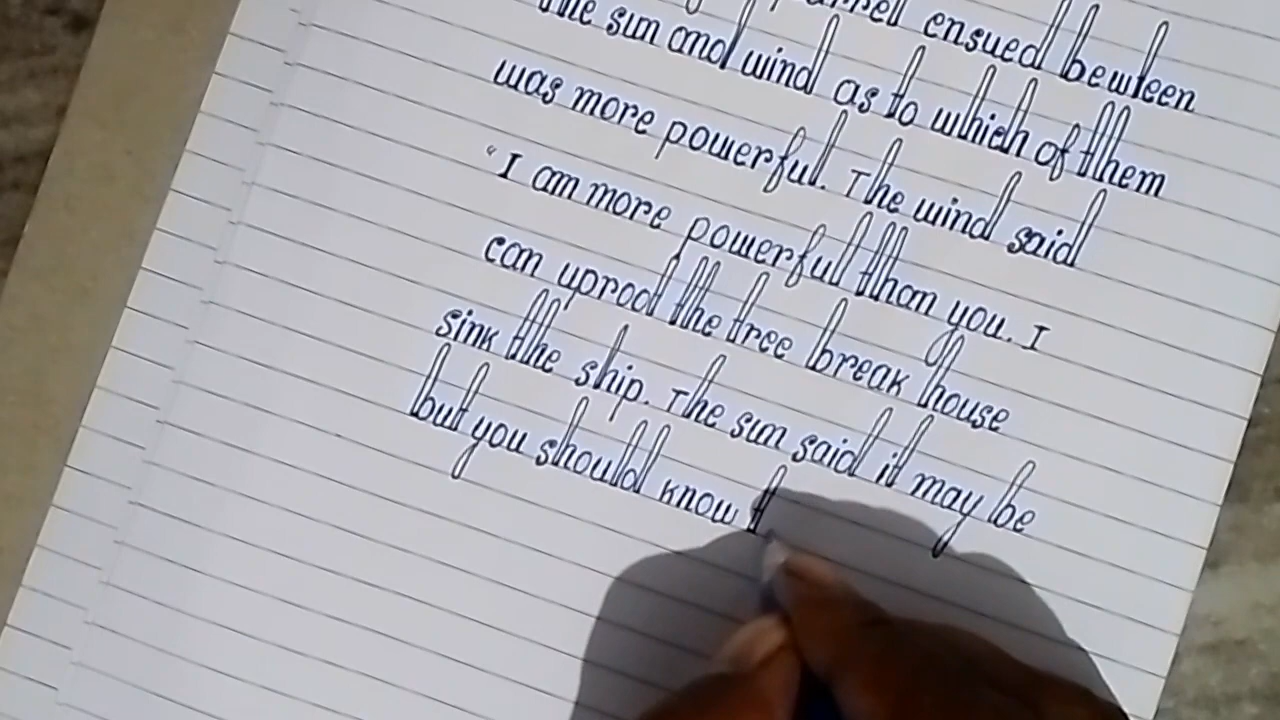 ensued bewteen
the sun and wind as to which of them
was more powerful. The wind said
"I am more powerful than you. I
can uproot the tree break house
sink the ship. The sun said it may be
but you should know t